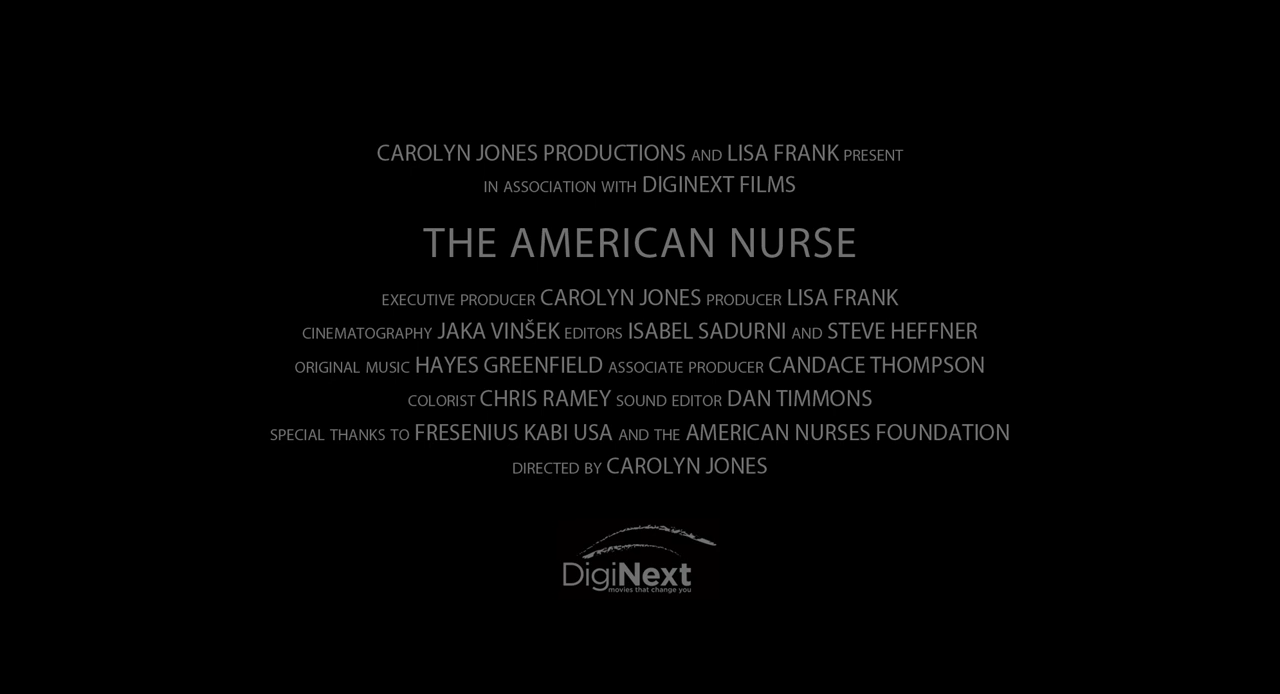 CAROLYN JONES PRODUCTIONS AND LISA FRANK PRESENT
IN ASSOCIATION WITH DIGINEXT FILMS
THE AMERICAN NURSE
EXECUTIVE PRODUCER CAROLYN JONES PRODUCER LISA FRANK
CINEMATOGRAPHY JAKA VINŠEK EDITORS ISABEL SADURNI AND STEVE HEFFNER
ORIGINAL MUSIC HAYES GREENFIELD ASSOCIATE PRODUCER CANDACE THOMPSON
COLORIST CHRIS RAMEY SOUND EDITOR DAN TIMMONS
SPECIAL THANKS TO FRESENIUS KABI USA AND THE AMERICAN NURSES FOUNDATION
DIRECTED BY CAROLYN JONES
DigiNext
movies that change you